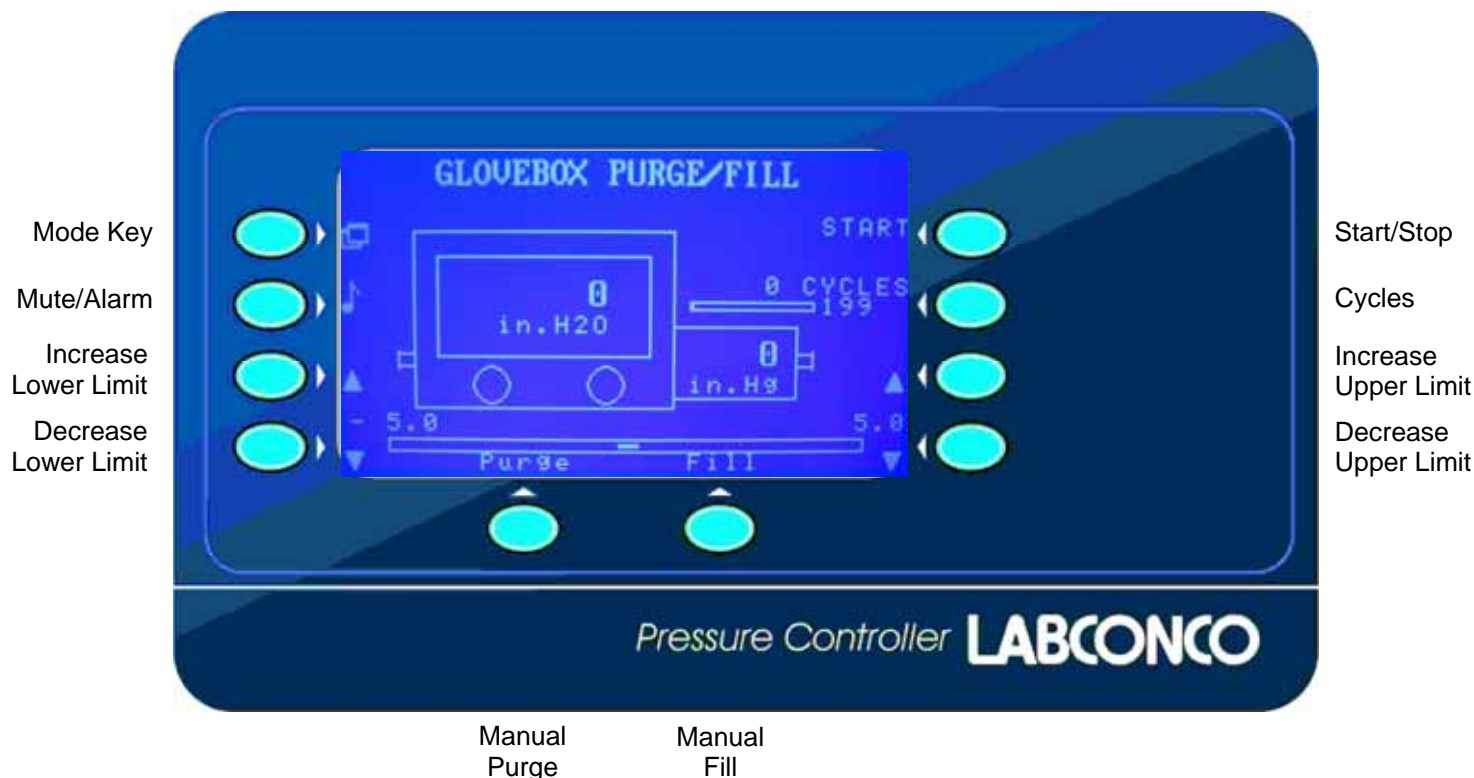 GLOVEBOX PURGE/FILL
Mode Key
START
Start/Stop
Mute/Alarm
0
in.H2O
0 CYCLES
199
Cycles
Increase
Lower Limit
0
in.Hg
Increase
Upper Limit
Decrease
Lower Limit
- 5.0
5.0
Decrease
Upper Limit
Purge
Fill
Pressure Controller LABCONCO
Manual
Purge
Manual
Fill